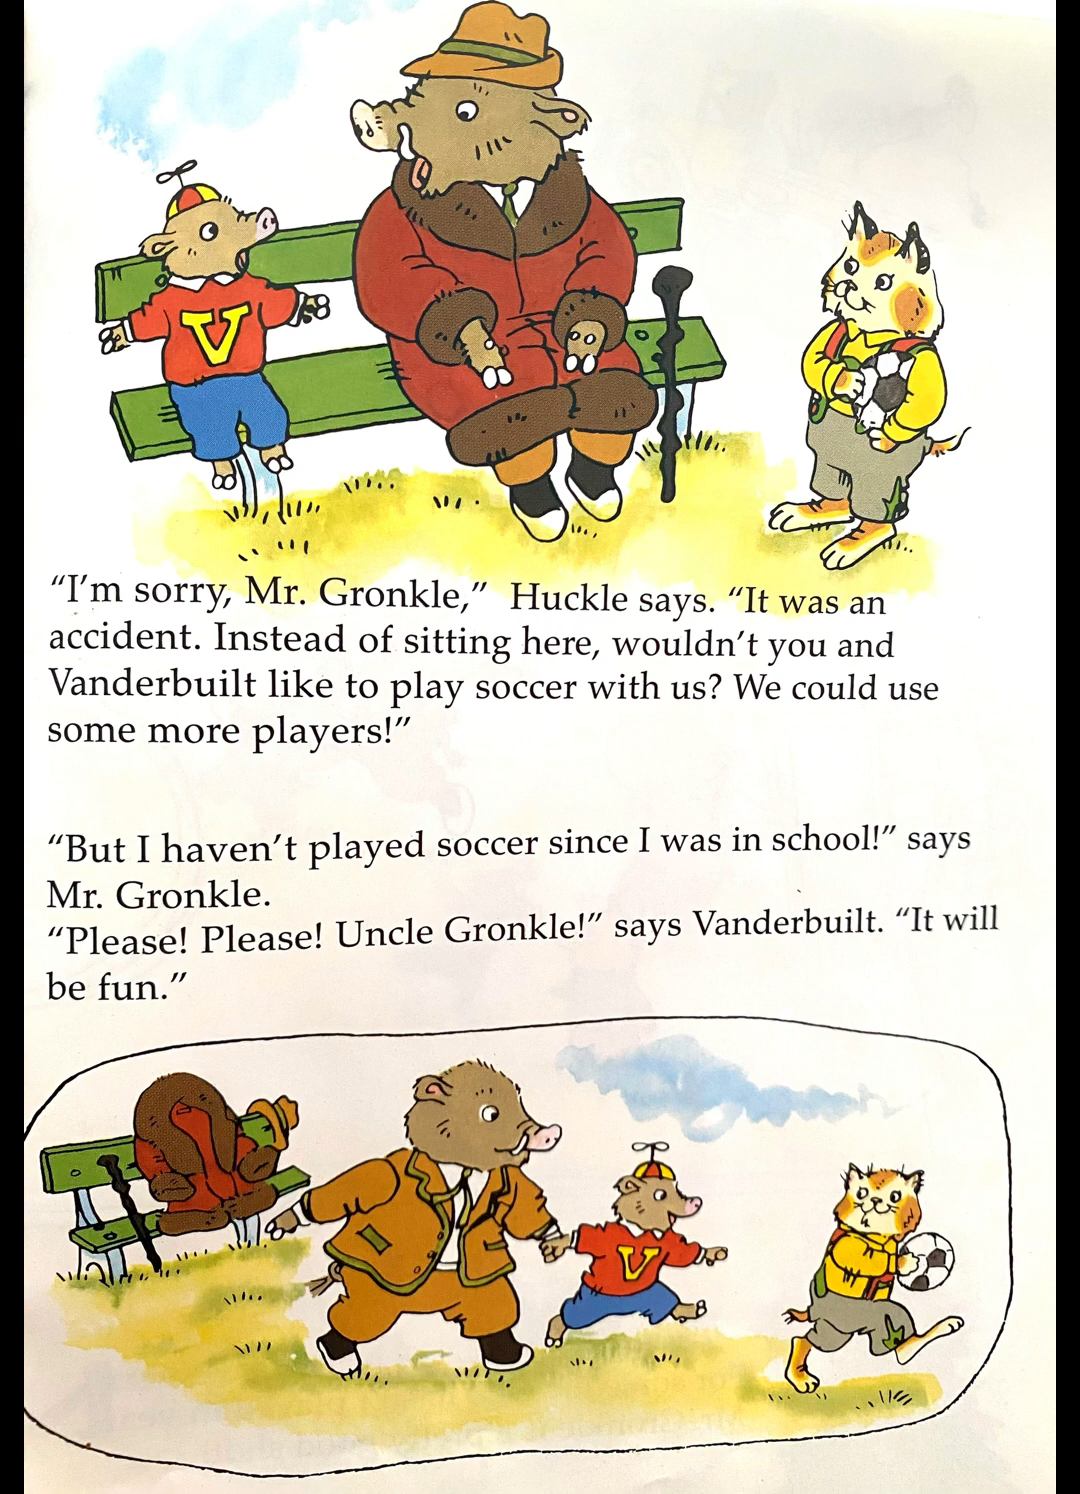 V
"I'm sorry, Mr. Gronkle," Huckle says. "It was an
accident. Instead of sitting here, wouldn't you and
Vanderbuilt like to play soccer with us? We could use
some more players!"
"But I haven't played soccer since I was in school!" says
Mr. Gronkle.
"Please! Please! Uncle Gronkle!" says Vanderbuilt. "It will
be fun."
V